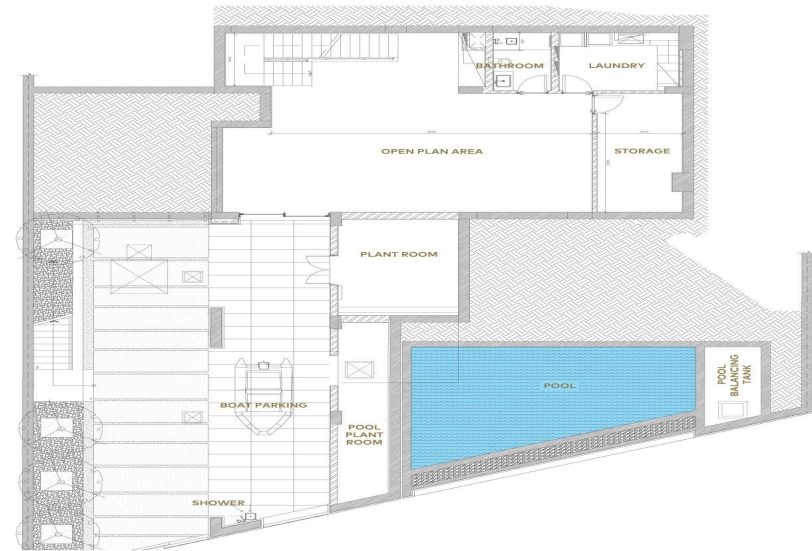 BATHROOM
LAUNDRY
OPEN PLAN AREA
STORAGE
PLANT ROOM
POOL
POOL
BALANCING
TANK
BOAT PARKING
POOL
PLANT
ROOM
SHOWER